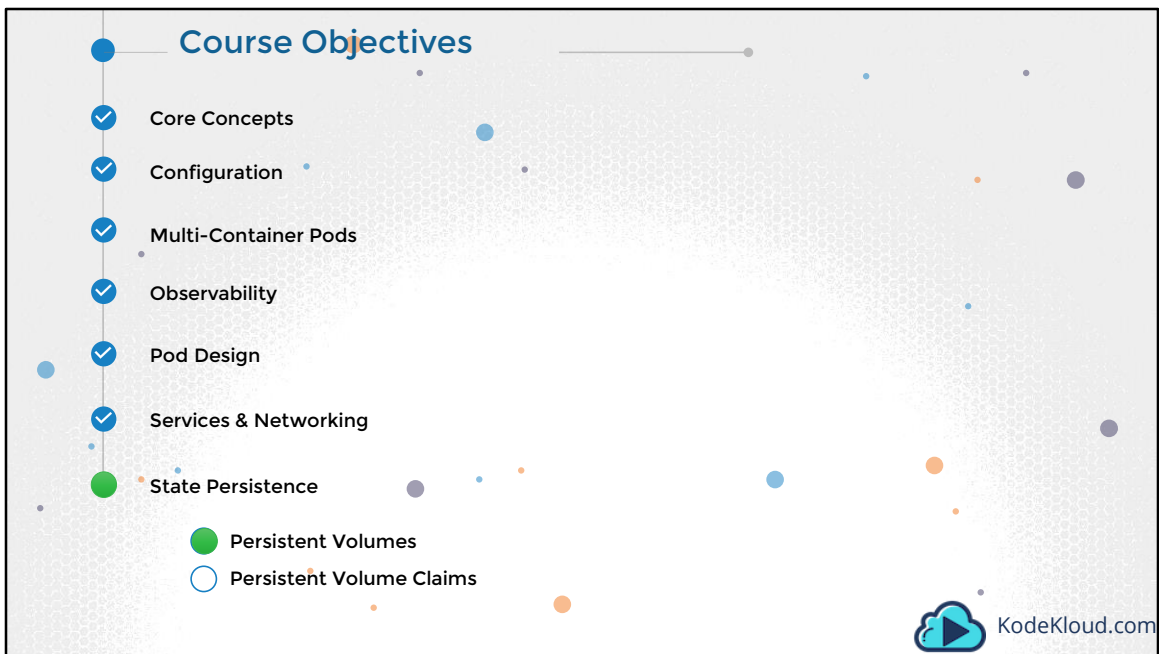 Course Objectives
Core Concepts
Configuration
Multi-Container Pods
Observability
Pod Design
Services & Networking
State Persistence
Persistent Volumes
Persistent Volume Claims
KodeKloud.com